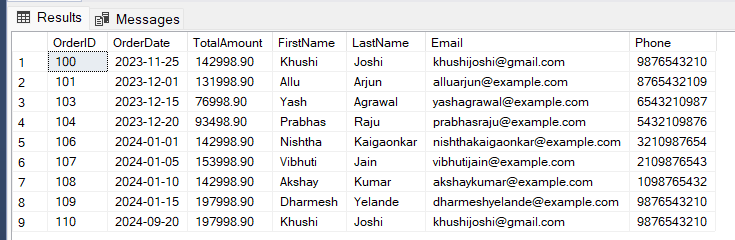 Results Messages
OrderID OrderDate TotalAmount FirstName LastName Email Phone
1 100 2023-11-25 142998.90 Khushi Joshi khushijoshi@gmail.com 9876543210
2 101 2023-12-01 131998.90 Allu Arjun alluarjun@example.com 8765432109
3 103 2023-12-15 76998.90 Yash Agrawal yashagrawal@example.com 6543210987
4 104 2023-12-20 93498.90 Prabhas Raju prabhasraju@example.com 5432109876
5 106 2024-01-01 142998.90 Nishtha Kaigaonkar nishthakaigaonkar@example.com 3210987654
6 107 2024-01-05 153998.90 Vibhuti Jain vibhutijain@example.com 2109876543
7 108 2024-01-10 142998.90 Akshay Kumar akshaykumar@example.com 1098765432
8 109 2024-01-15 197998.90 Dharmesh Yelande dharmeshyelande@example.com 9876543210
9 110 2024-09-20 197998.90 Khushi Joshi khushijoshi@gmail.com 9876543210